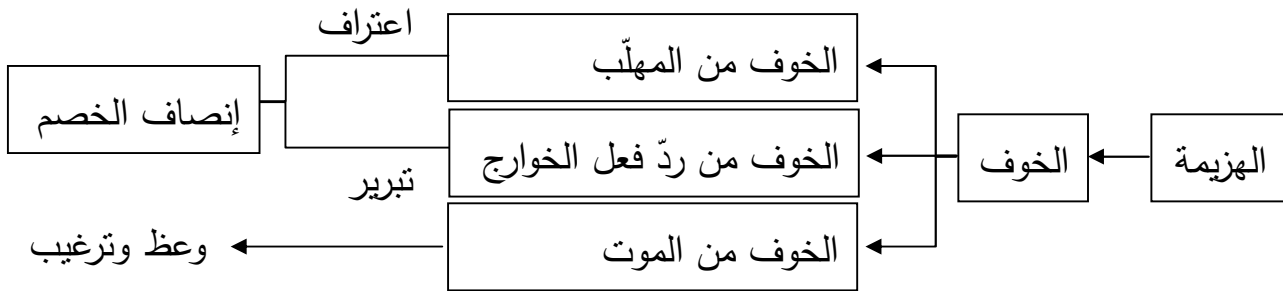 الهزيمة
الخوف
الخوف من المهلّب
الخوف من ردّ فعل الخوارج
الخوف من الموت
اعتراف
تبرير
إنصاف الخصم
وعظ وترغيب